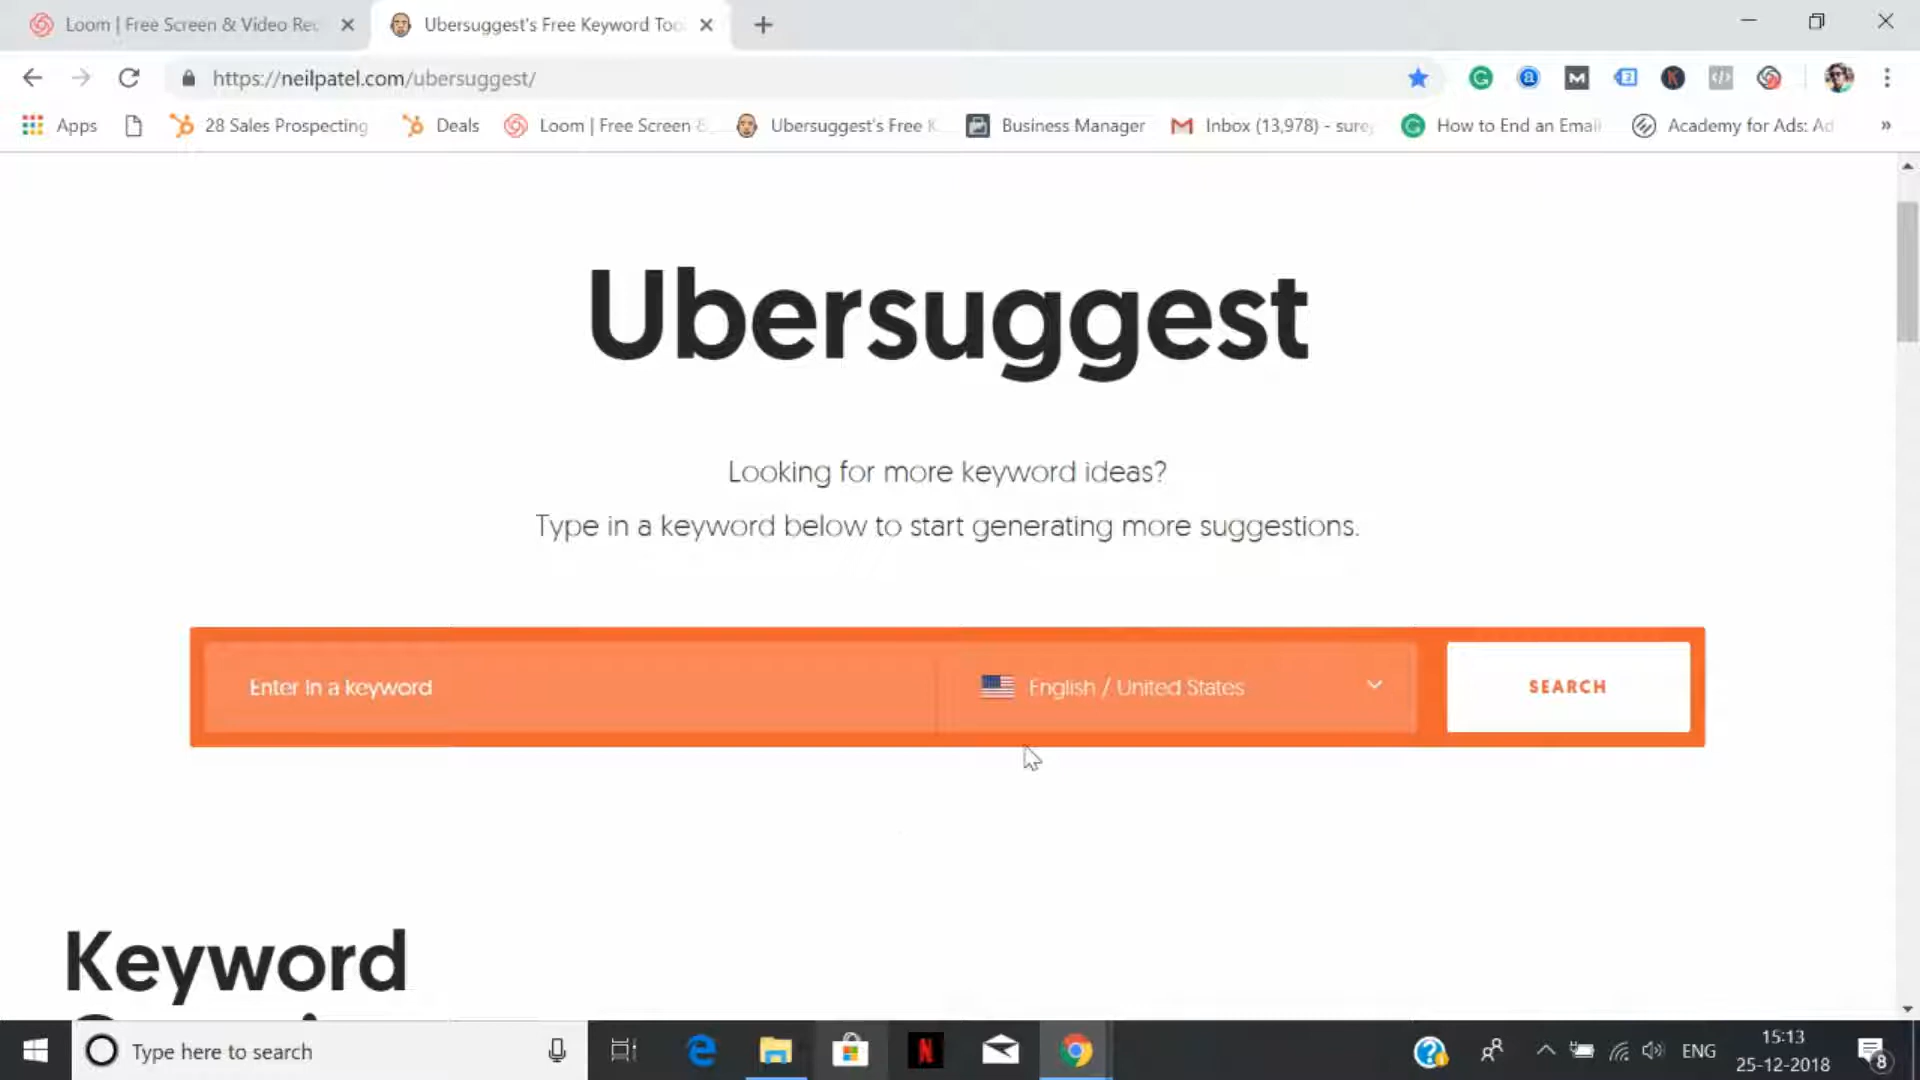 Loom | Free Screen & Video Rec
Ubersuggest's Free Keyword Too
https://neilpatel.com/ubersuggest/
Apps
28 Sales Prospecting
Deals
Loom | Free Screen &
Ubersuggest's Free K
Business Manager
Inbox (13,978) - sure
How to End an Email
Academy for Ads: Ad
»
Ubersuggest
Looking for more keyword ideas?
Type in a keyword below to start generating more suggestions.
Enter in a keyword
English / United States
SEARCH
Keyword
Type here to search
ENG
15:13
25-12-2018
8